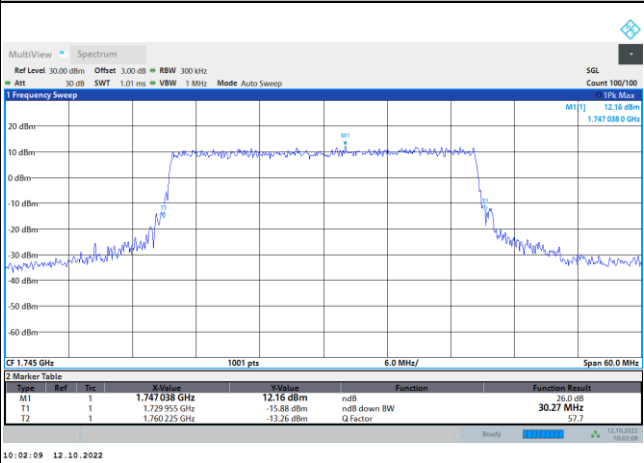 MultiView Spectrum
Ref Level 30.00 dBm Offset 3.00 dB RBW 300 kHz SGL
Att 30 dB SWT 1.01 ms VBW 1 MHz Mode Auto Sweep Count 100/100
1 Frequency Sweep 1Pk Max
M1[1] 12.16 dBm
1.747 038 0 GHz
20 dBm
M1
10 dBm
0 dBm
-10 dBm
T1 T2
-20 dBm
-30 dBm
-40 dBm
-50 dBm
-60 dBm
CF 1.745 GHz 1001 pts 6.0 MHz/ Span 60.0 MHz
2 Marker Table
Type Ref Trc X-Value Y-Value Function Function Result
M1 1 1.747 038 GHz 12.16 dBm ndB 26.0 dB
T1 1 1.729 955 GHz -15.88 dBm ndB down BW 30.27 MHz
T2 1 1.760 225 GHz -13.26 dBm Q Factor 57.7
Ready 12.10.2022
10:02:08
10:02:09 12.10.2022